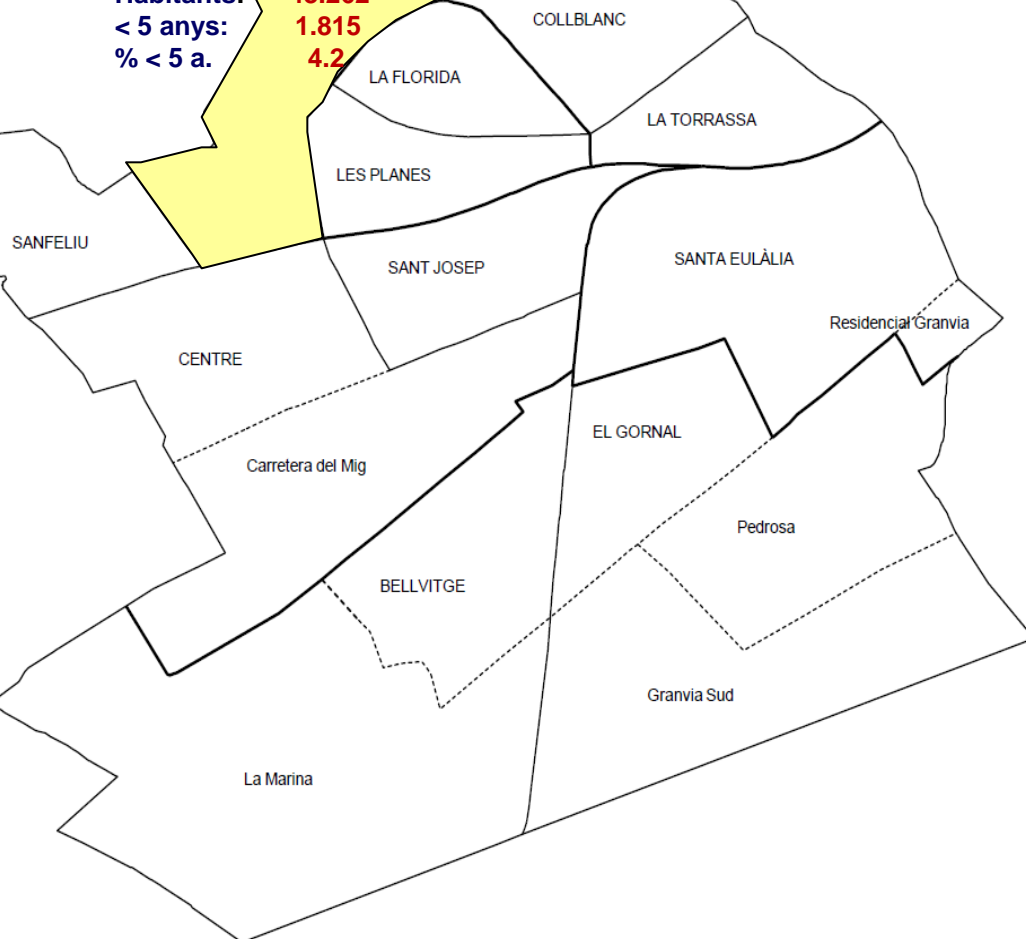 Habitants:
COLLBLANC
< 5 anys: 1.815
% < 5 a. 4.2
LA FLORIDA
LA TORRASSA
LES PLANES
SANFELIU
SANT JOSEP
SANTA EULÀLIA
Residencial Granvia
CENTRE
EL GORNAL
Carretera del Mig
Pedrosa
BELLVITGE
Granvia Sud
La Marina